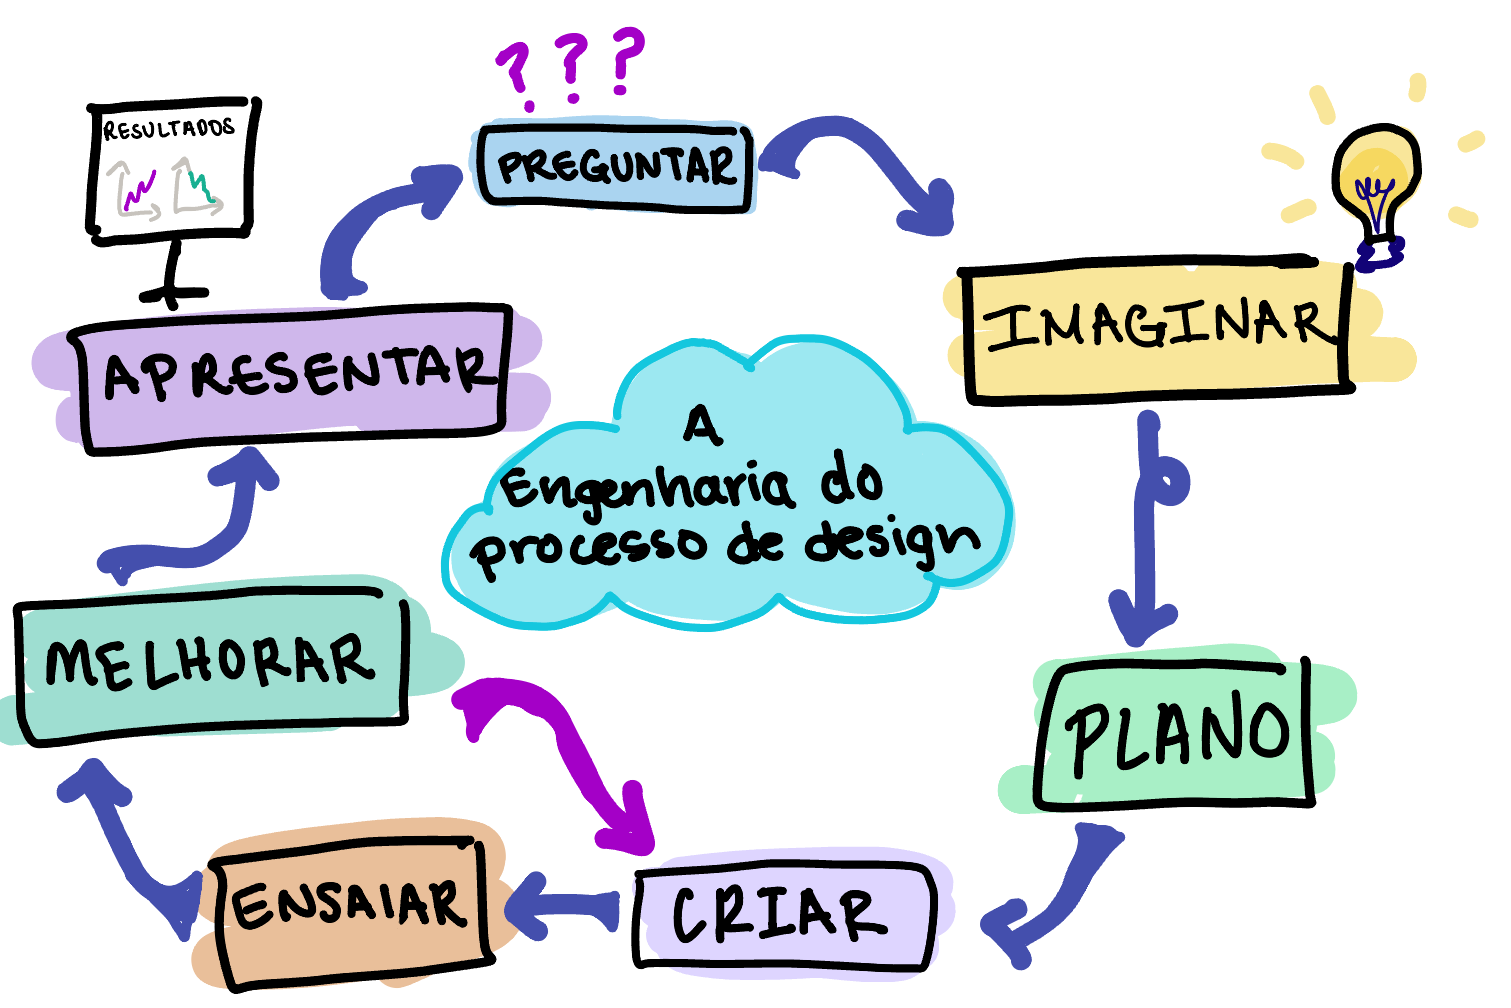 ? ? ?
RESULTADOS
PREGUNTAR
IMAGINAR
APRESENTAR
A
Engenharia do
processo de design
MELHORAR
PLANO
ENSAIAR
CRIAR